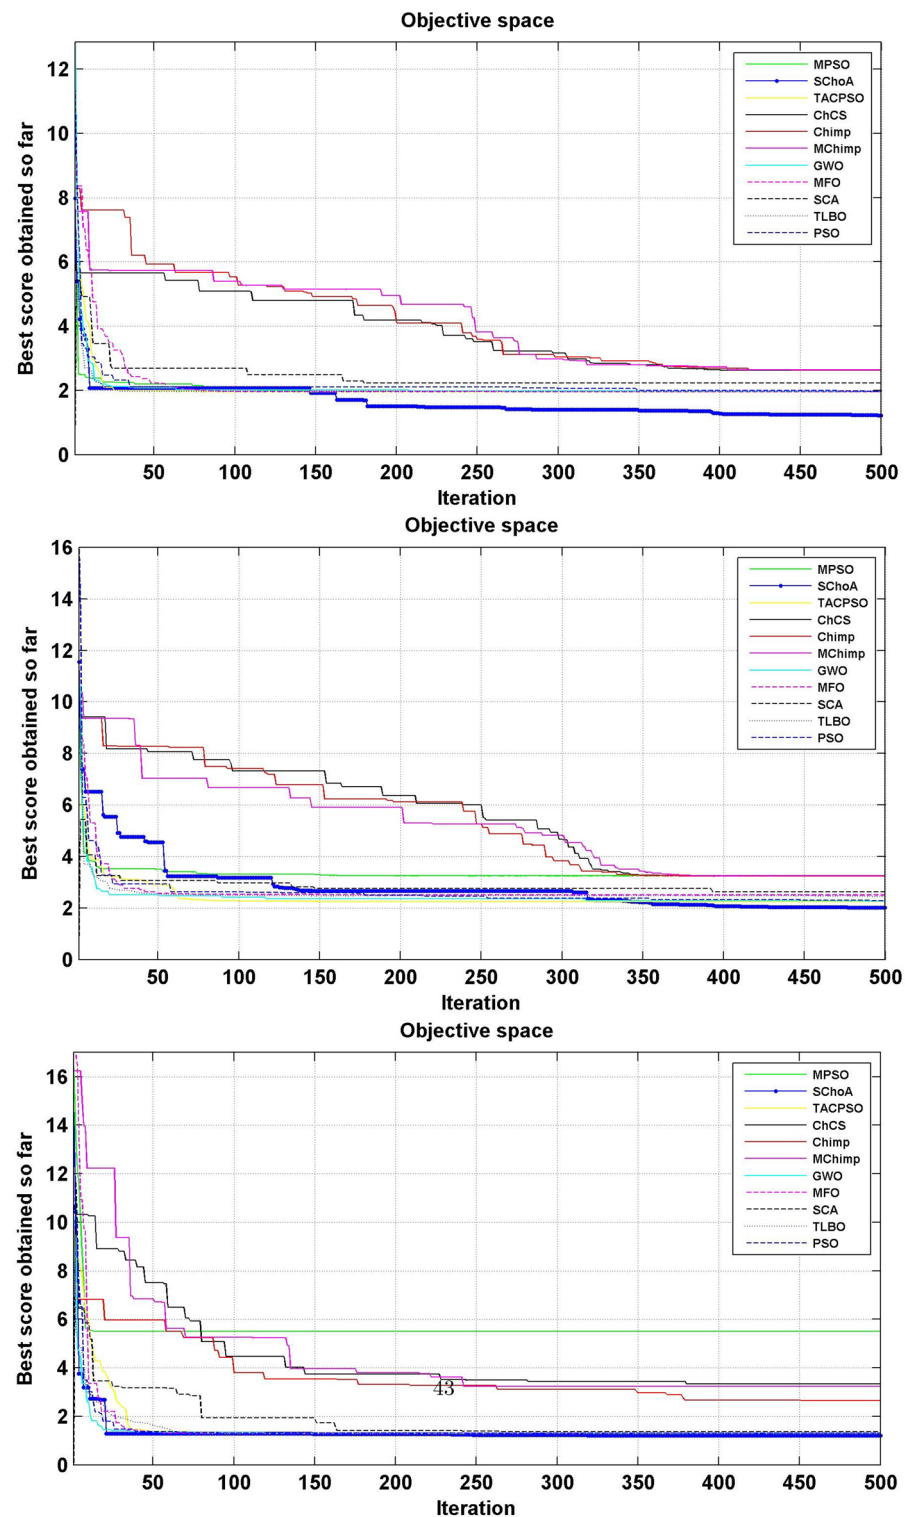 Objective space
Best score obtained so far
12
10
8
6
4
2
0
MPSO
SChoA
TACPSO
ChCS
Chimp
MChimp
GWO
MFO
SCA
TLBO
PSO
50 100 150 200 250 300 350 400 450 500
Iteration
Objective space
Best score obtained so far
16
14
12
10
8
6
4
2
0
MPSO
SChoA
TACPSO
ChCS
Chimp
MChimp
GWO
MFO
SCA
TLBO
PSO
50 100 150 200 250 300 350 400 450 500
Iteration
Objective space
Best score obtained so far
16
14
12
10
8
6
4
2
0
MPSO
SChoA
TACPSO
ChCS
Chimp
MChimp
GWO
MFO
SCA
TLBO
PSO
43
50 100 150 200 250 300 350 400 450 500
Iteration